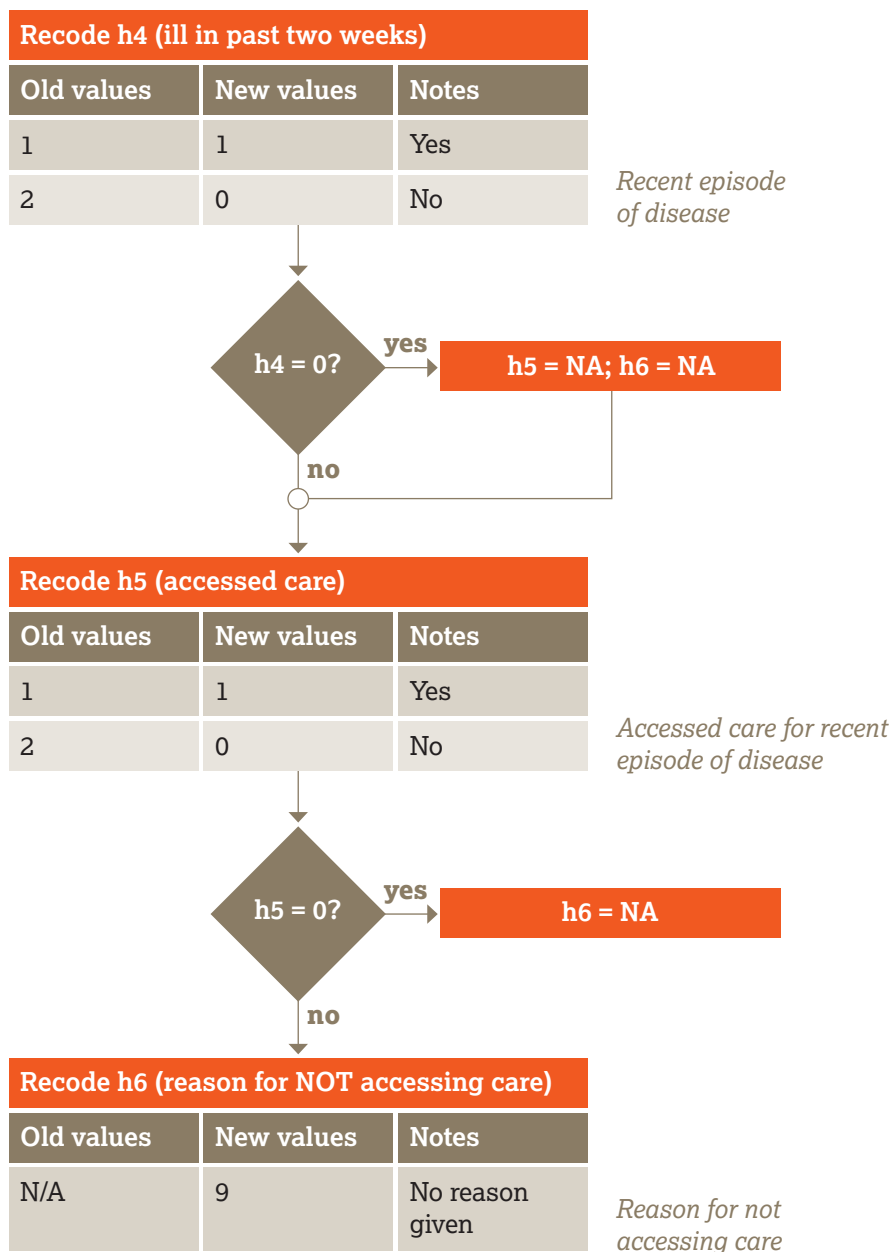 Recode h4 (ill in past two weeks)
Old values New values Notes
1 1 Yes
2 0 No
Recent episode
of disease
h4 = 0?
yes
h5 = NA; h6 = NA
no
Recode h5 (accessed care)
Old values New values Notes
1 1 Yes
2 0 No
Accessed care for recent
episode of disease
h5 = 0?
yes
h6 = NA
no
Recode h6 (reason for NOT accessing care)
Old values New values Notes
N/A 9 No reason
given
Reason for not
accessing care